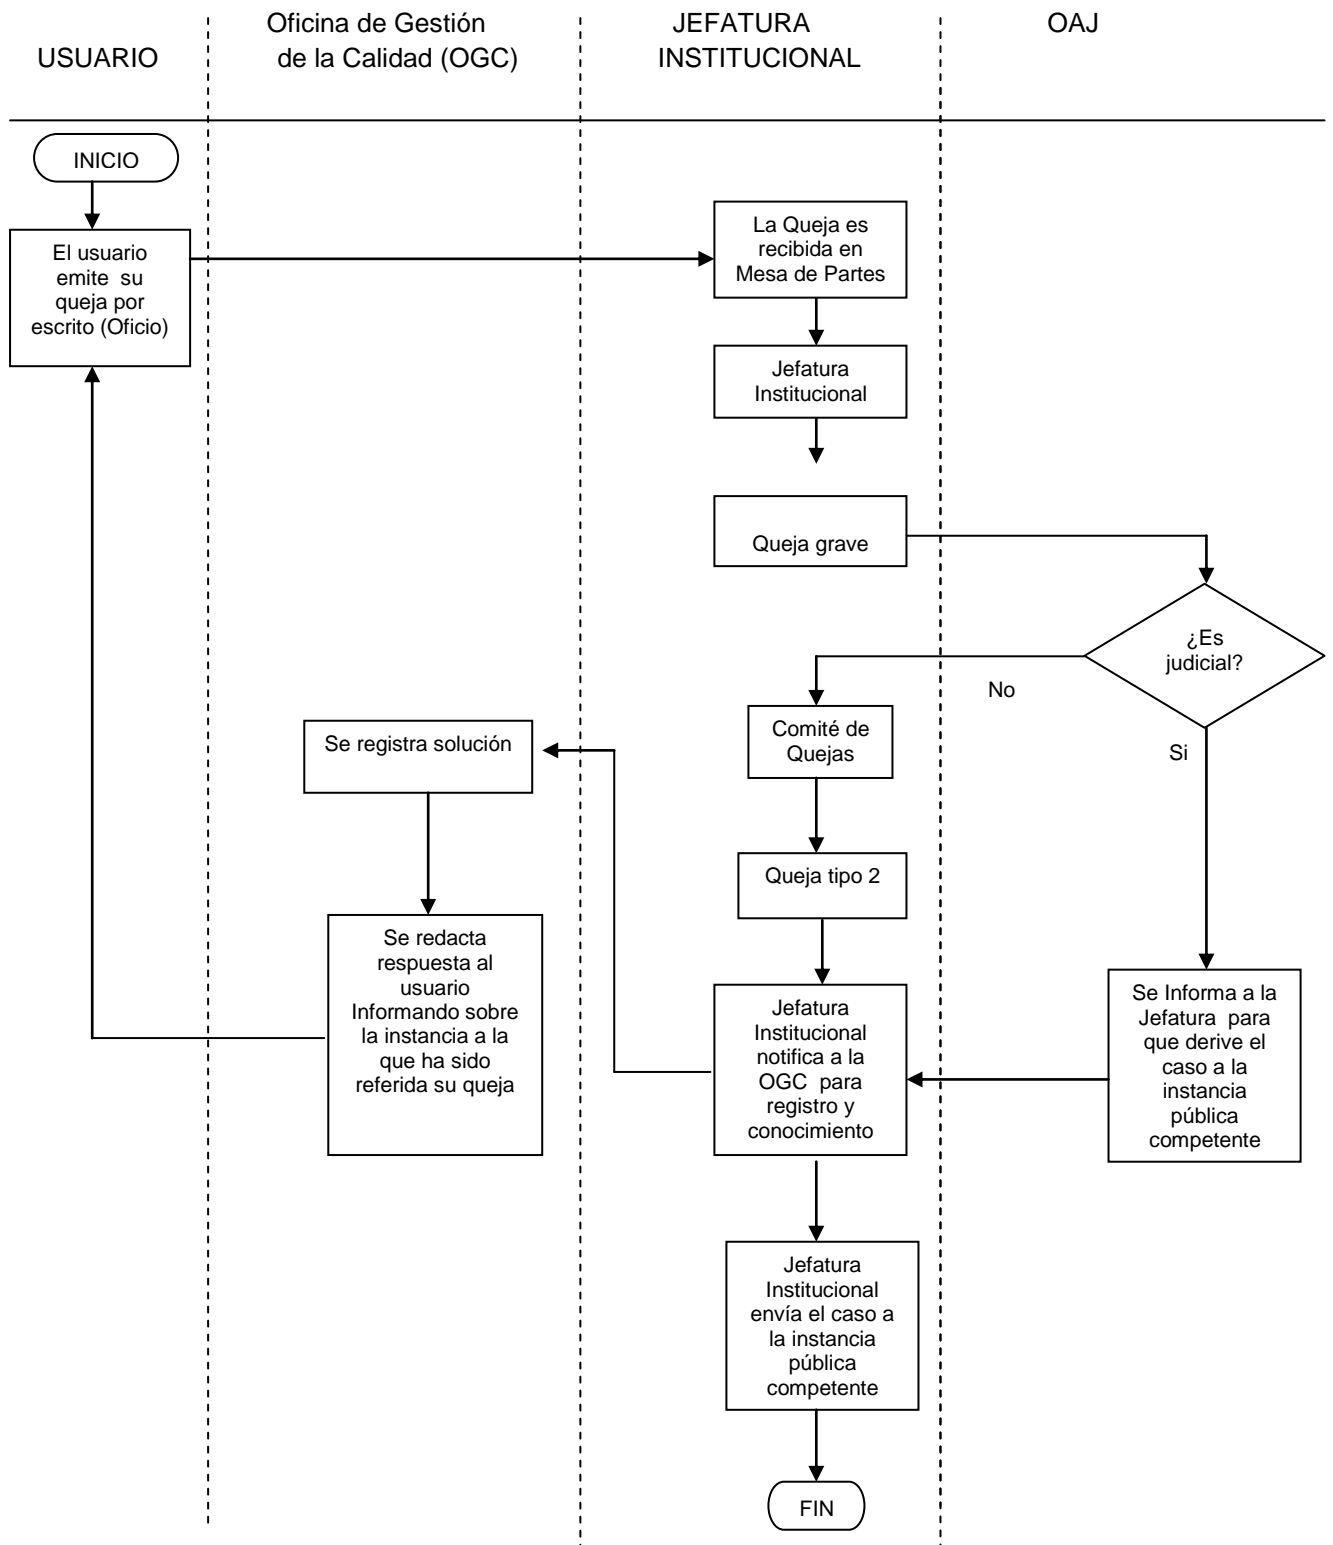 Oficina de Gestión
de la Calidad (OGC)
JEFATURA
INSTITUCIONAL
OAJ
USUARIO
INICIO
El usuario
emite su
queja por
escrito (Oficio)
La Queja es
recibida en
Mesa de Partes
Jefatura
Institucional
Queja grave
¿Es
judicial?
No
Si
Comité de
Quejas
Se registra solución
Queja tipo 2
Se redacta
respuesta al
usuario
Informando sobre
la instancia a la
que ha sido
referida su queja
Jefatura
Institucional
notifica a la
OGC para
registro y
conocimiento
Se Informa a la
Jefatura para
que derive el
caso a la
instancia
pública
competente
Jefatura
Institucional
envía el caso a
la instancia
pública
competente
FIN